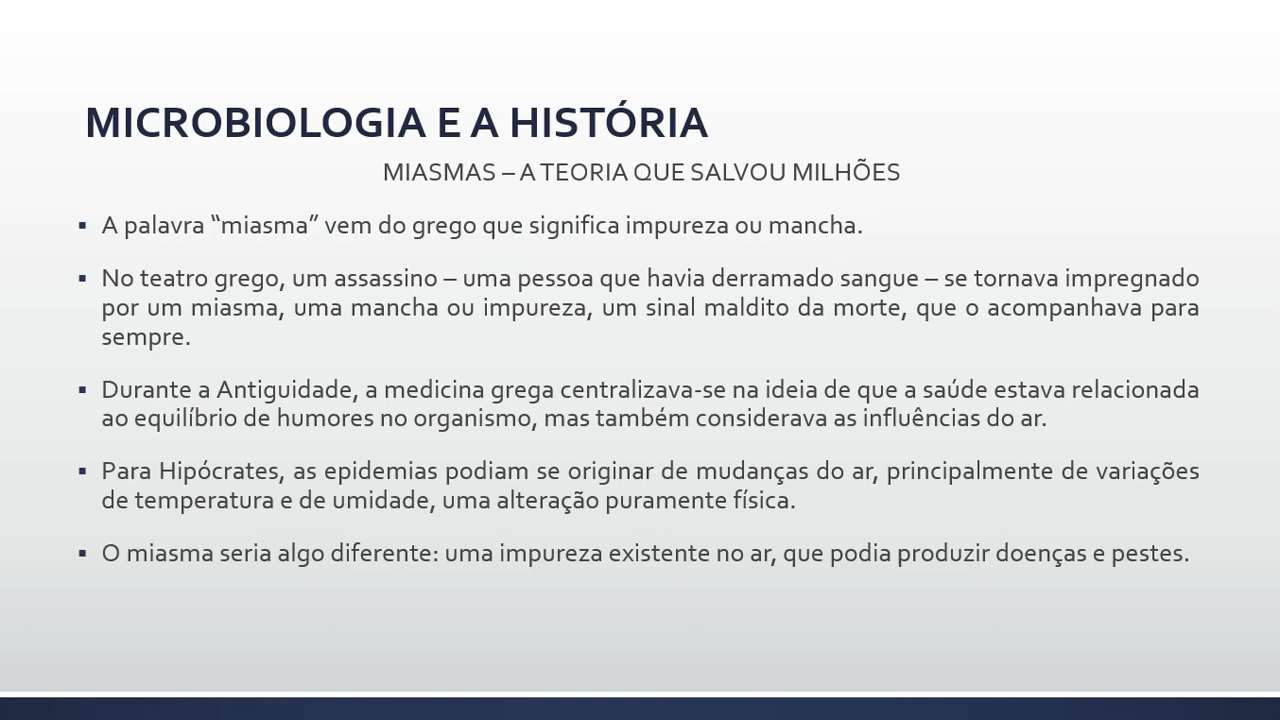 MICROBIOLOGIA E A HISTÓRIA
MIASMAS – A TEORIA QUE SALVOU MILHÕES
▪ A palavra “miasma” vem do grego que significa impureza ou mancha.
▪ No teatro grego, um assassino – uma pessoa que havia derramado sangue – se tornava impregnado
por um miasma, uma mancha ou impureza, um sinal maldito da morte, que o acompanhava para
sempre.
▪ Durante a Antiguidade, a medicina grega centralizava-se na ideia de que a saúde estava relacionada
ao equilíbrio de humores no organismo, mas também considerava as influências do ar.
▪ Para Hipócrates, as epidemias podiam se originar de mudanças do ar, principalmente de variações
de temperatura e de umidade, uma alteração puramente física.
▪ O miasma seria algo diferente: uma impureza existente no ar, que podia produzir doenças e pestes.